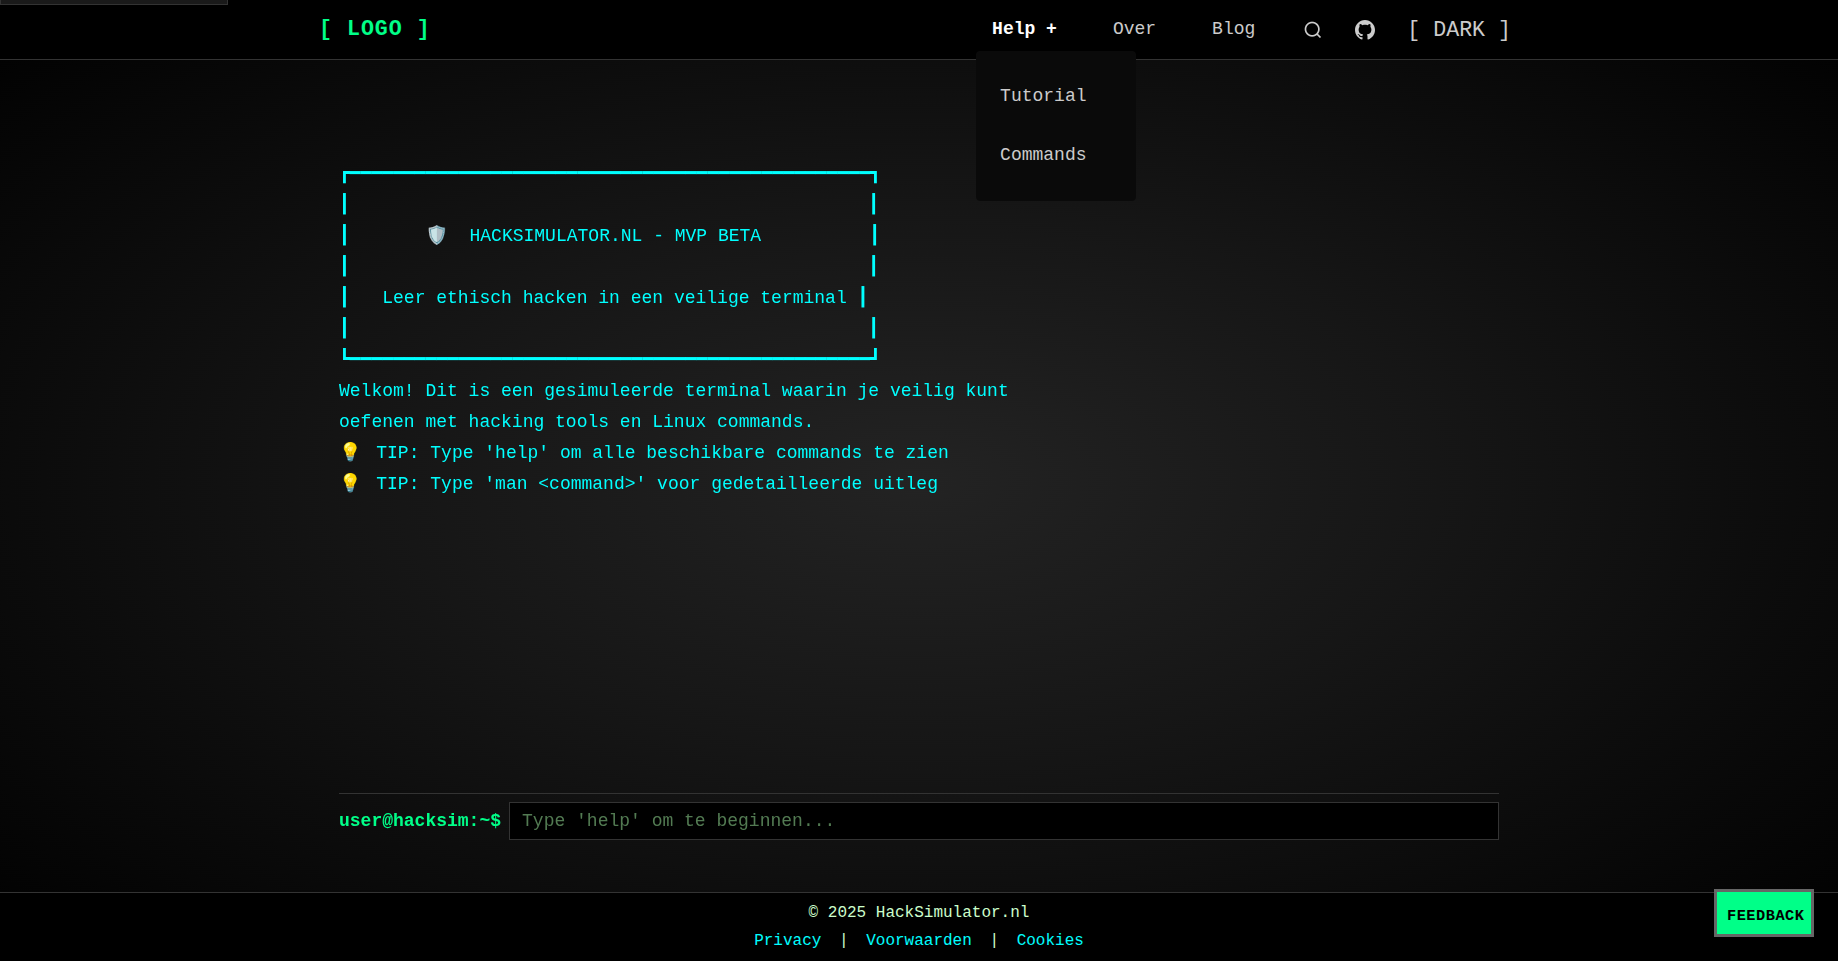 [ LOGO ]
Help +
Over
Blog
[ DARK ]
Tutorial
Commands
HACKSIMULATOR.NL - MVP BETA
Leer ethisch hacken in een veilige terminal
Welkom! Dit is een gesimuleerde terminal waarin je veilig kunt
oefenen met hacking tools en Linux commands.
TIP: Type 'help' om alle beschikbare commands te zien
TIP: Type 'man <command>' voor gedetailleerde uitleg
user@hacksim:~$ Type 'help' om te beginnen...
© 2025 HackSimulator.nl
Privacy | Voorwaarden | Cookies
FEEDBACK